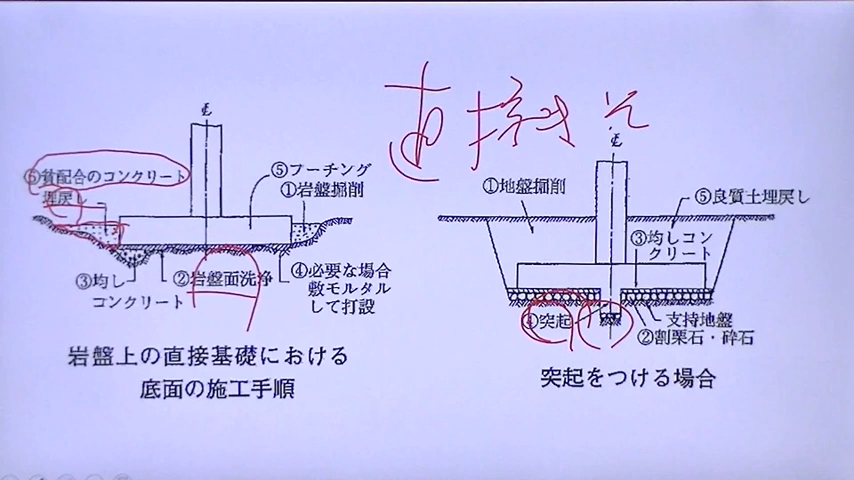 直接きそ
℄
⑥貧配合のコンクリート
埋戻し
⑤フーチング
①岩盤掘削
③均し
コンクリート
②岩盤面洗浄
④必要な場合
敷モルタル
して打設
岩盤上の直接基礎における
底面の施工手順
℄
①地盤掘削
⑤良質土埋戻し
③均しコン
クリート
④突起
支持地盤
②割栗石・砕石
突起をつける場合